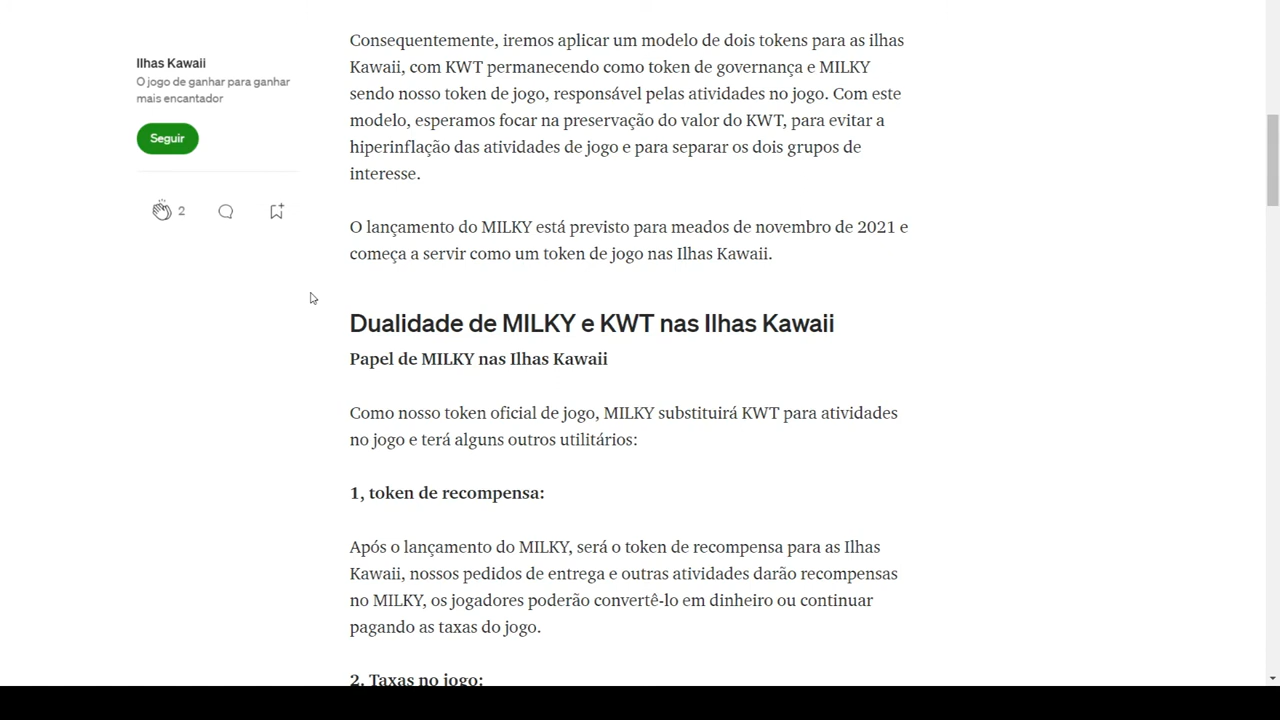 Ilhas Kawaii
O jogo de ganhar para ganhar
mais encantador
Seguir
2
Consequentemente, iremos aplicar um modelo de dois tokens para as ilhas
Kawaii, com KWT permanecendo como token de governança e MILKY
sendo nosso token de jogo, responsável pelas atividades no jogo. Com este
modelo, esperamos focar na preservação do valor do KWT, para evitar a
hiperinflação das atividades de jogo e para separar os dois grupos de
interesse.
O lançamento do MILKY está previsto para meados de novembro de 2021 e
começa a servir como um token de jogo nas Ilhas Kawaii.
Dualidade de MILKY e KWT nas Ilhas Kawaii
Papel de MILKY nas Ilhas Kawaii
Como nosso token oficial de jogo, MILKY substituirá KWT para atividades
no jogo e terá alguns outros utilitários:
1, token de recompensa:
Após o lançamento do MILKY, será o token de recompensa para as Ilhas
Kawaii, nossos pedidos de entrega e outras atividades darão recompensas
no MILKY, os jogadores poderão convertê-lo em dinheiro ou continuar
pagando as taxas do jogo.
2. Taxas no jogo: